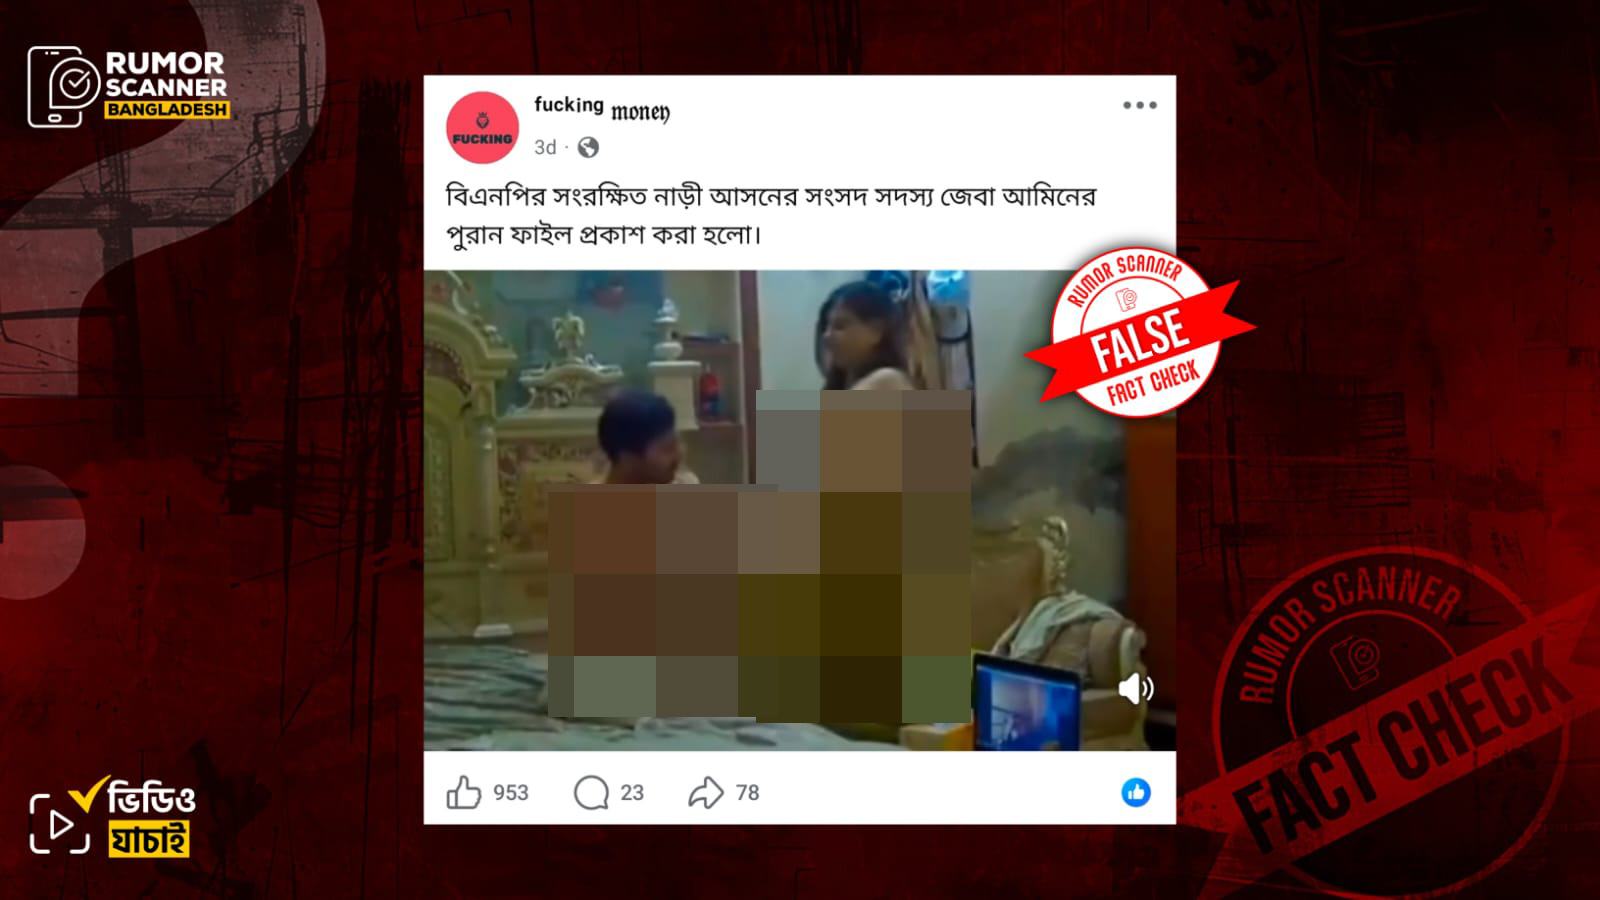 RUMOR
SCANNER
BANGLADESH
fucking money
FUCKING
3d ·
বিএনপির সংরক্ষিত নাড়ী আসনের সংসদ সদস্য জেবা আমিনের
পুরান ফাইল প্রকাশ করা হলো।
RUMOR SCANNER
FALSE
FACT CHECK
953
23
78
RUMOR SCANNER
FACT CHECK
ভিডিও
যাচাই